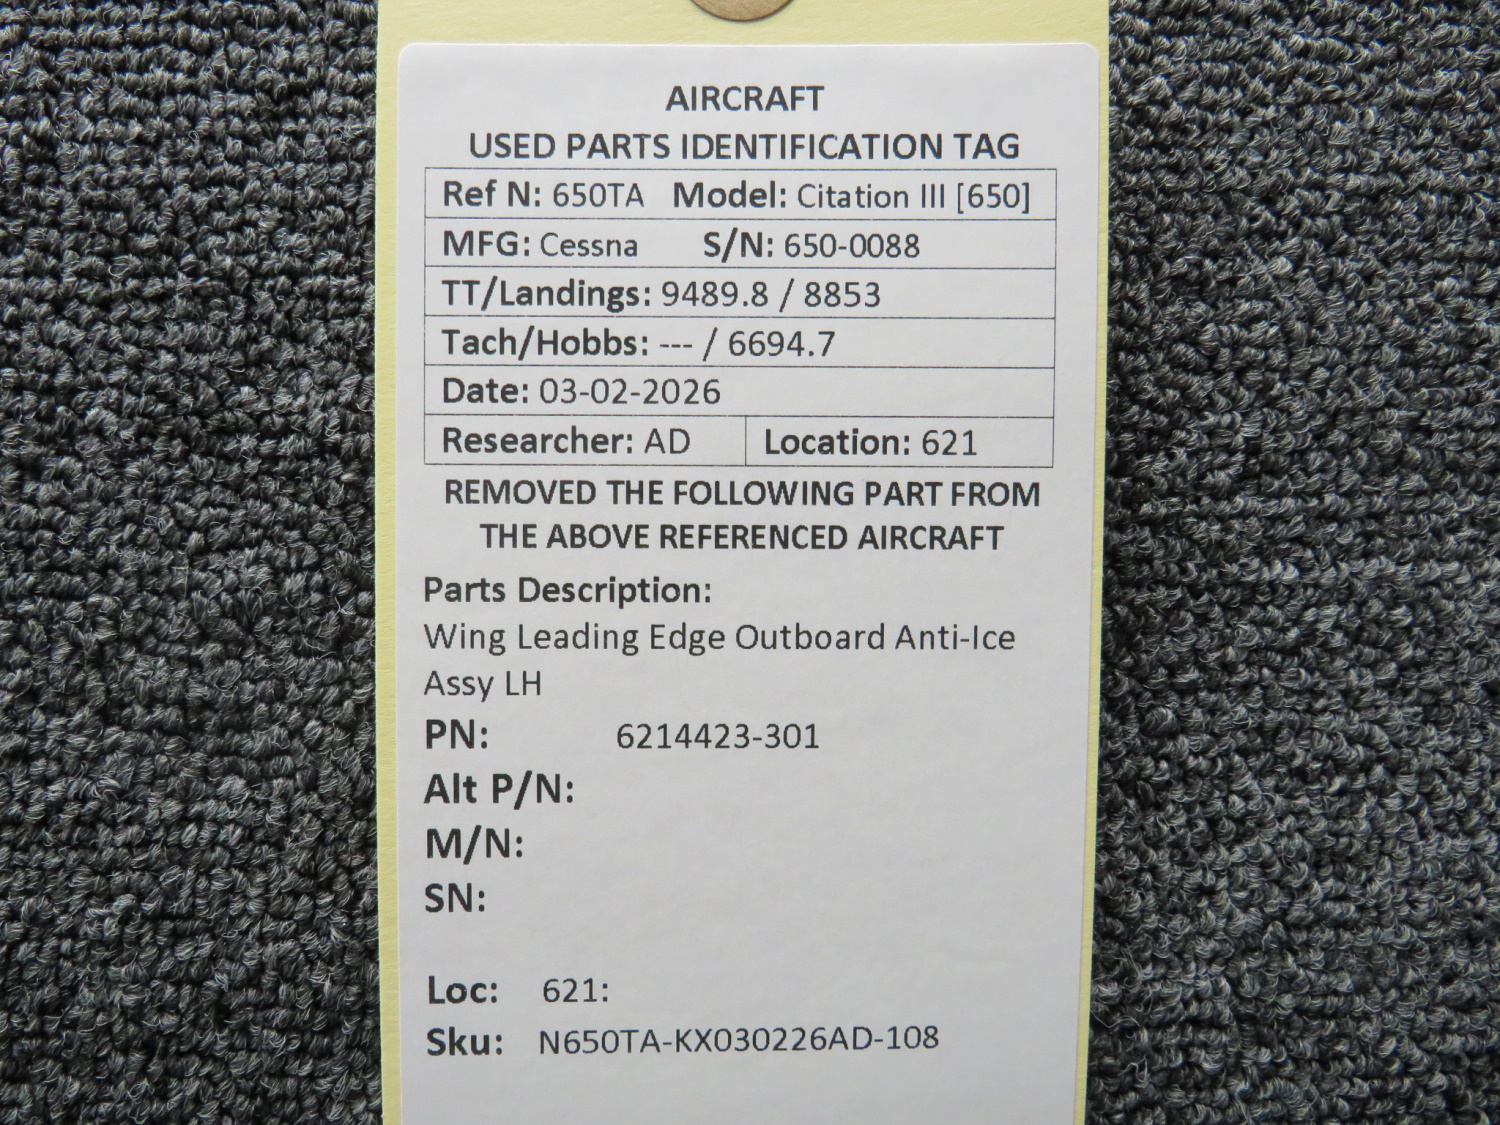 AIRCRAFT
USED PARTS IDENTIFICATION TAG
Ref N: 650TA Model: Citation III [650]
MFG: Cessna S/N: 650-0088
TT/Landings: 9489.8 / 8853
Tach/Hobbs: --- / 6694.7
Date: 03-02-2026
Researcher: AD Location: 621
REMOVED THE FOLLOWING PART FROM
THE ABOVE REFERENCED AIRCRAFT
Parts Description:
Wing Leading Edge Outboard Anti-Ice
Assy LH
PN: 6214423-301
Alt P/N:
M/N:
SN:
Loc: 621:
Sku: N650TA-KX030226AD-108